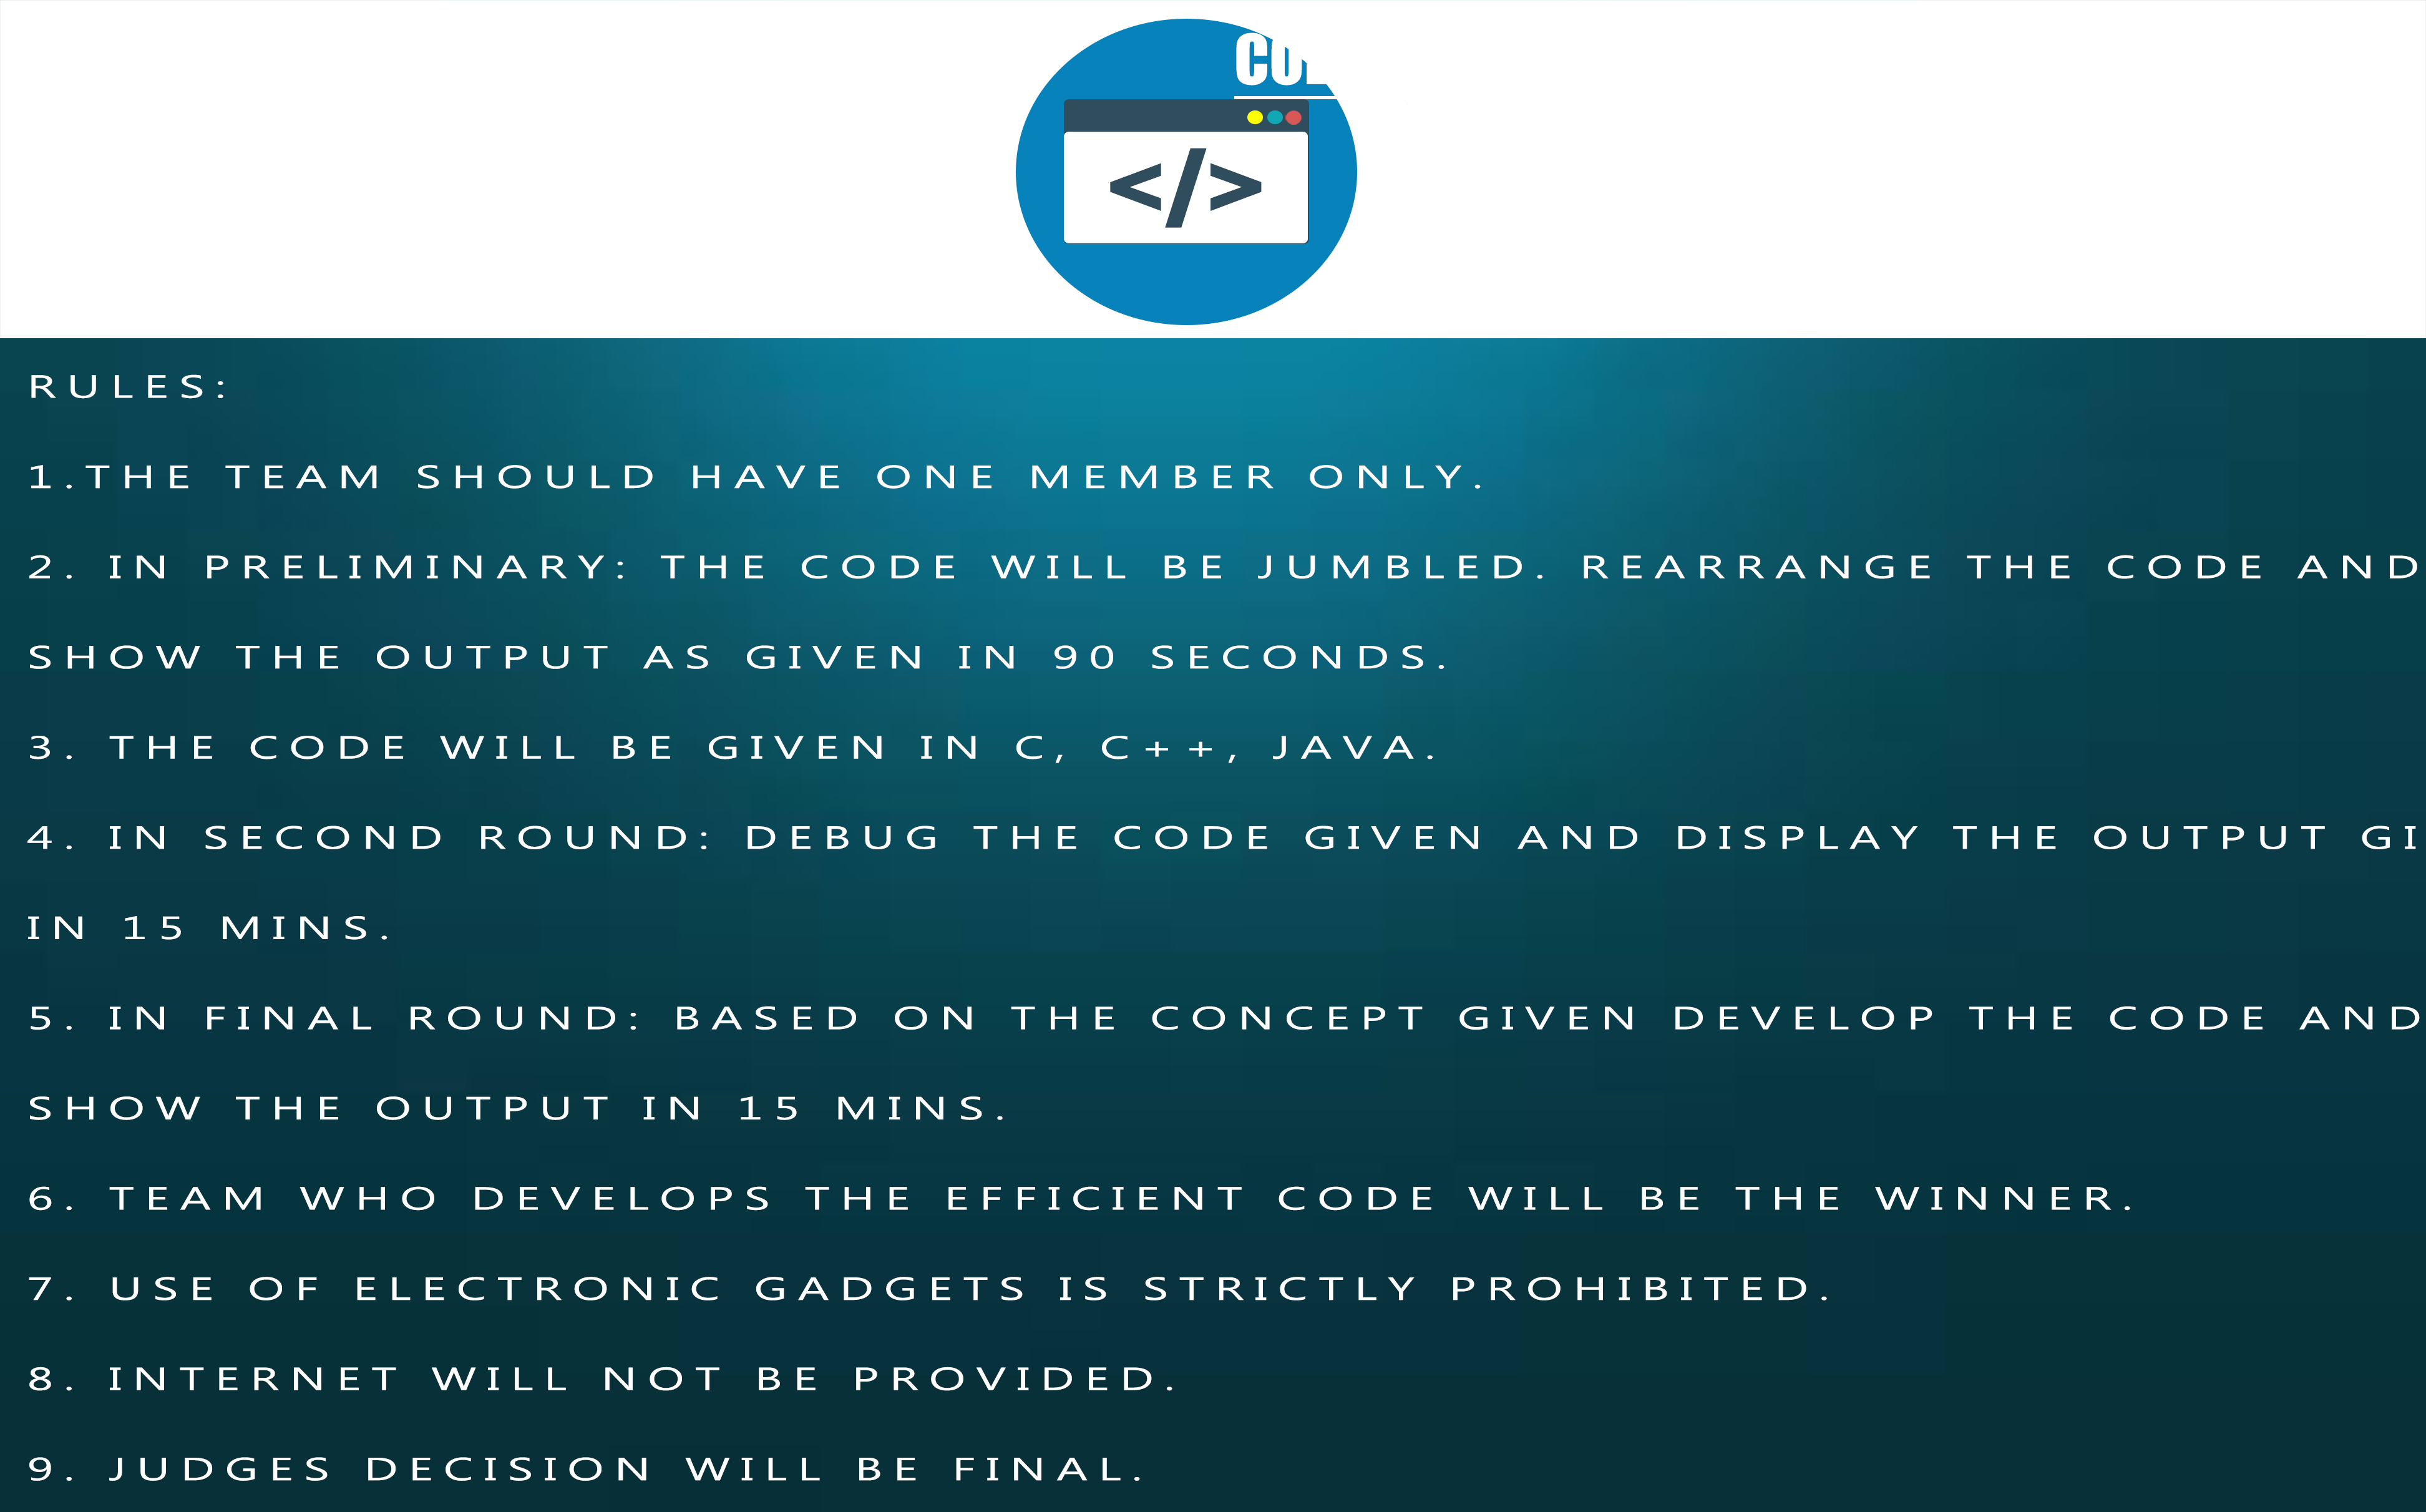 </>
RULES:
1.THE TEAM SHOULD HAVE ONE MEMBER ONLY.
2. IN PRELIMINARY: THE CODE WILL BE JUMBLED. REARRANGE THE CODE AND
SHOW THE OUTPUT AS GIVEN IN 90 SECONDS.
3. THE CODE WILL BE GIVEN IN C, C++, JAVA.
4. IN SECOND ROUND: DEBUG THE CODE GIVEN AND DISPLAY THE OUTPUT GI
IN 15 MINS.
5. IN FINAL ROUND: BASED ON THE CONCEPT GIVEN DEVELOP THE CODE AND
SHOW THE OUTPUT IN 15 MINS.
6. TEAM WHO DEVELOPS THE EFFICIENT CODE WILL BE THE WINNER.
7. USE OF ELECTRONIC GADGETS IS STRICTLY PROHIBITED.
8. INTERNET WILL NOT BE PROVIDED.
9. JUDGES DECISION WILL BE FINAL.